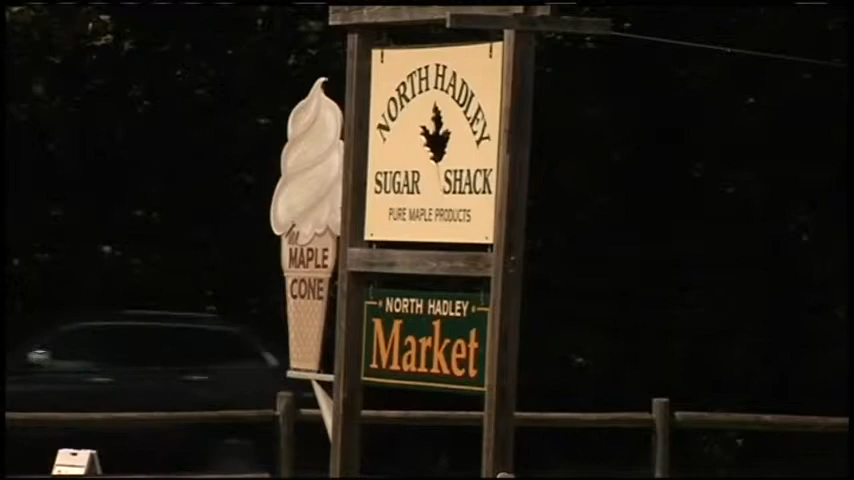 NORTH HADLEY
SUGAR SHACK
PURE MAPLE PRODUCTS
MAPLE
CONE
NORTH HADLEY
Market